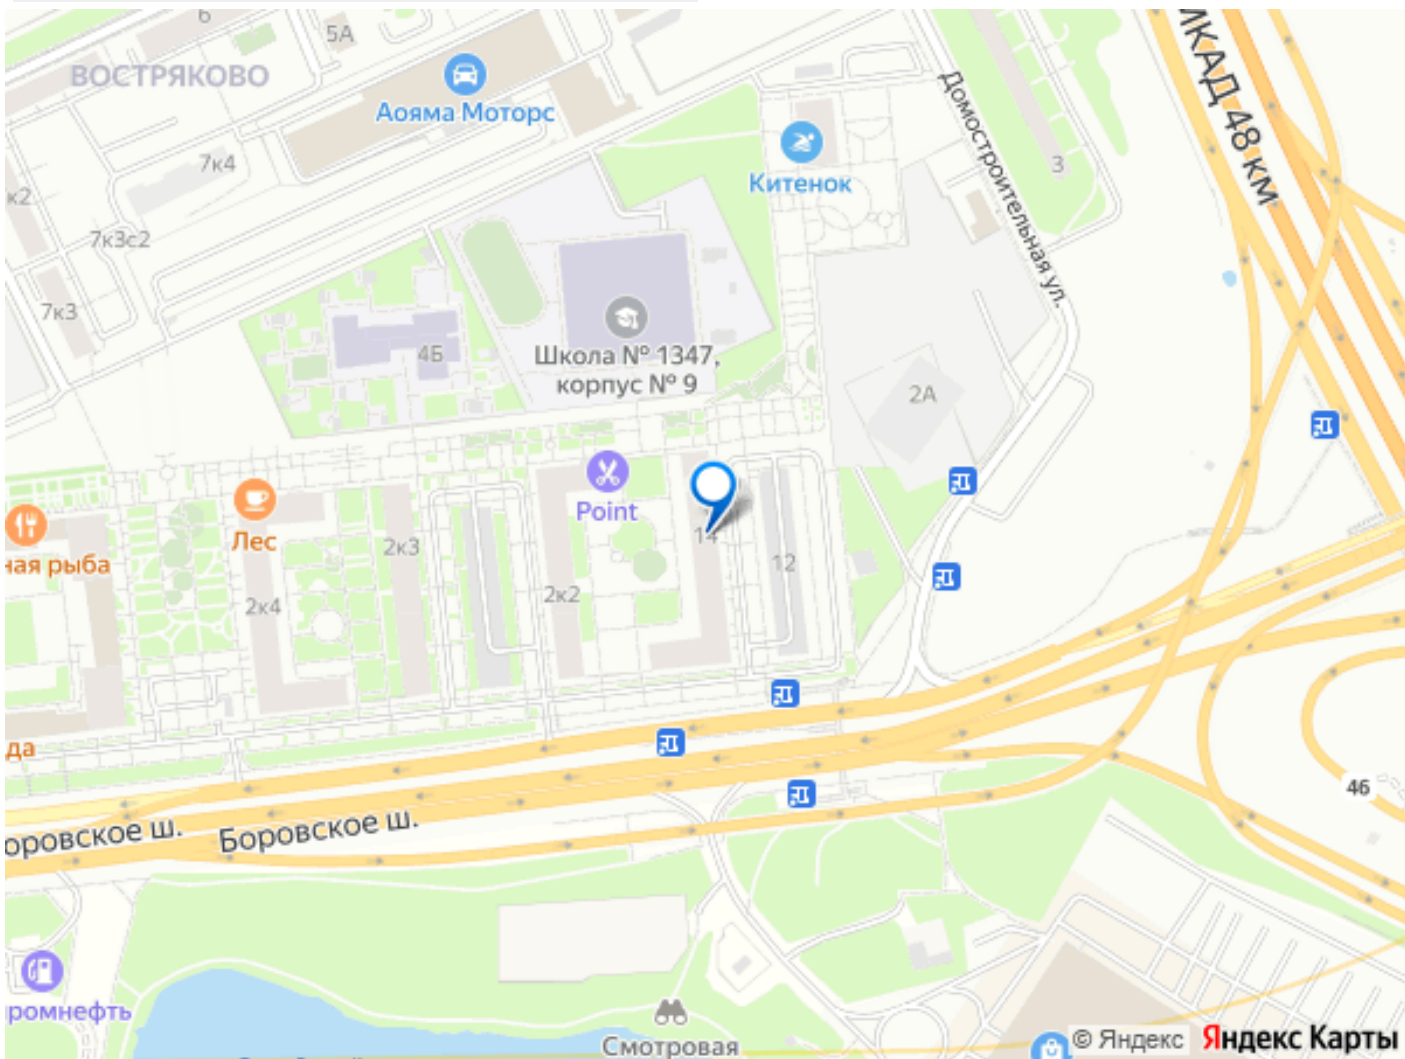 6
5А
ВОСТРЯКОВО
Аояма Моторс
7к4
к2
7к3с2
7к3
Китенок
Домостроительная ул.
3
МКАД 48 км
4Б
Школа № 1347,
корпус № 9
2А
Point
Лес
ная рыба
2к3
2к4
2к2
14
12
да
оровское ш.
Боровское ш.
46
ромнефть
Смотровая
© Яндекс
Яндекс Карты